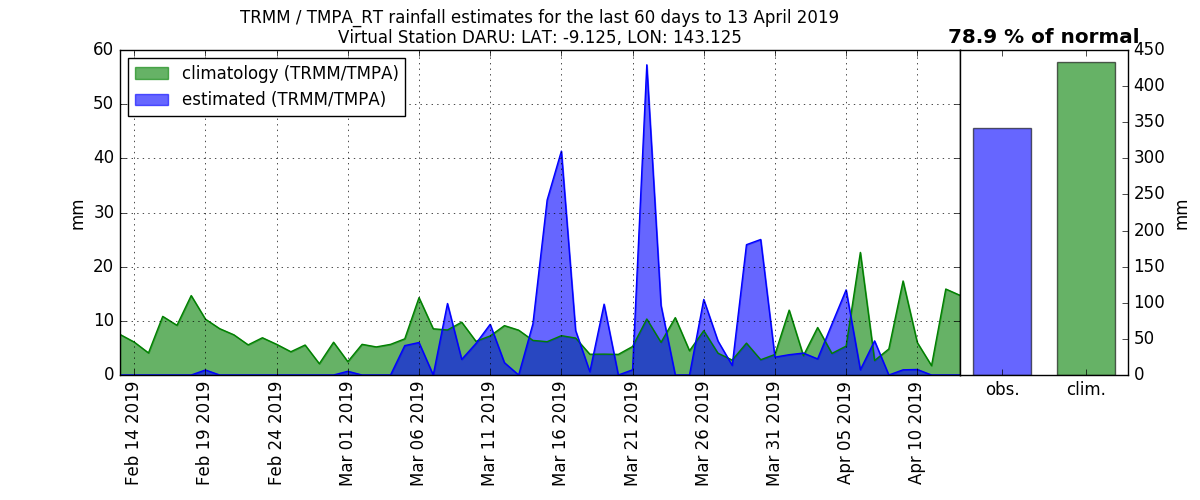 TRMM / TMPA_RT rainfall estimates for the last 60 days to 13 April 2019
Virtual Station DARU: LAT: -9.125, LON: 143.125
78.9 % of normal
climatology (TRMM/TMPA)
estimated (TRMM/TMPA)
60
50
40
30
20
10
0
mm
Feb 14 2019
Feb 19 2019
Feb 24 2019
Mar 01 2019
Mar 06 2019
Mar 11 2019
Mar 16 2019
Mar 21 2019
Mar 26 2019
Mar 31 2019
Apr 05 2019
Apr 10 2019
450
400
350
300
250
200
150
100
50
0
mm
obs.
clim.